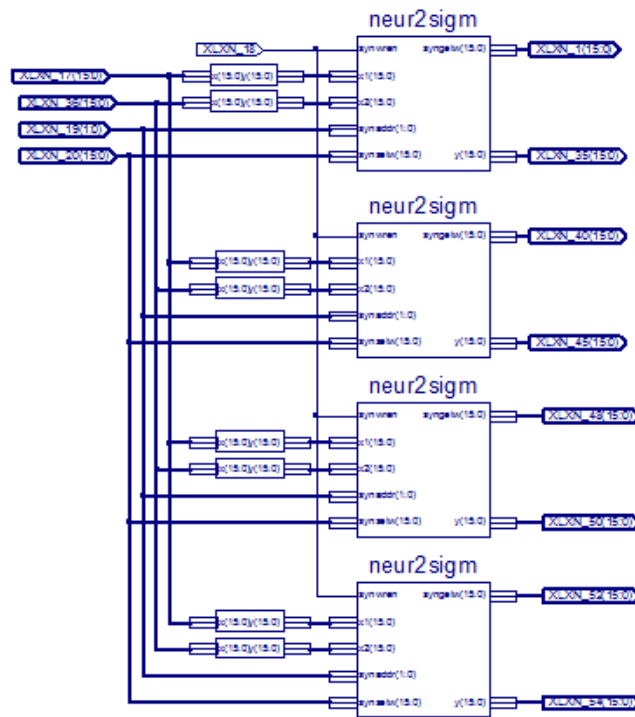 neur2sigm
XLXN_18
synwren
syngetw(15:0)
XLXN_1(15:0)
XLXN_17(15:0)
x(15:0)y(15:0)
x1(15:0)
XLXN_38(15:0)
x(15:0)y(15:0)
x2(15:0)
XLXN_19(1:0)
synaddr(1:0)
XLXN_20(15:0)
synsetw(15:0)
y(15:0)
XLXN_35(15:0)
neur2sigm
synwren
syngetw(15:0)
XLXN_40(15:0)
x(15:0)y(15:0)
x1(15:0)
x(15:0)y(15:0)
x2(15:0)
synaddr(1:0)
synsetw(15:0)
y(15:0)
XLXN_45(15:0)
neur2sigm
synwren
syngetw(15:0)
XLXN_48(15:0)
x(15:0)y(15:0)
x1(15:0)
x(15:0)y(15:0)
x2(15:0)
synaddr(1:0)
synsetw(15:0)
y(15:0)
XLXN_50(15:0)
neur2sigm
synwren
syngetw(15:0)
XLXN_52(15:0)
x(15:0)y(15:0)
x1(15:0)
x(15:0)y(15:0)
x2(15:0)
synaddr(1:0)
synsetw(15:0)
y(15:0)
XLXN_54(15:0)